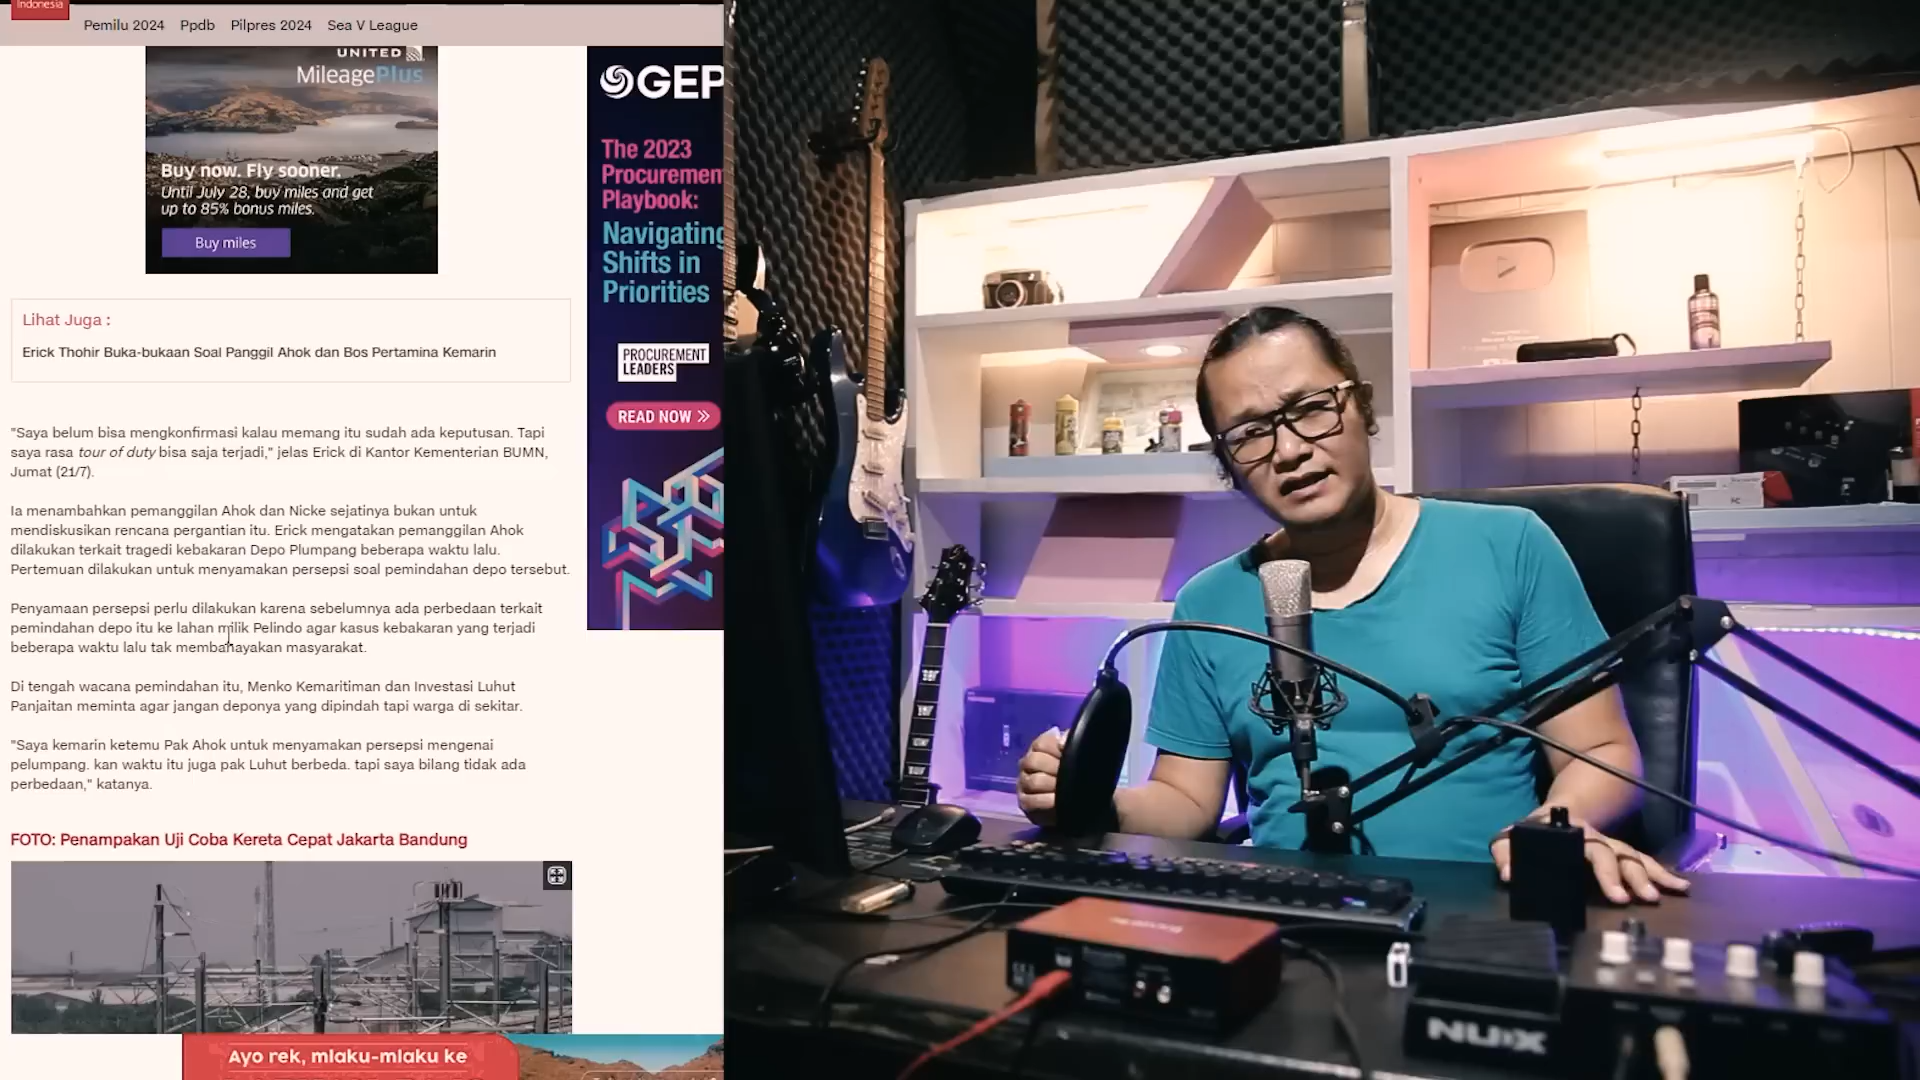 Indonesia
Pemilu 2024 Ppdb Pilpres 2024 Sea V League
UNITED
MileagePlus
Buy now. Fly sooner.
Until July 28, buy miles and get
up to 85% bonus miles.
Buy miles
GEP
The 2023
Procuremen
Playbook:
Navigating
Shifts in
Priorities
PROCUREMENT
LEADERS
READ NOW
Lihat Juga :
Erick Thohir Buka-bukaan Soal Panggil Ahok dan Bos Pertamina Kemarin
"Saya belum bisa mengkonfirmasi kalau memang itu sudah ada keputusan. Tapi
saya rasa tour of duty bisa saja terjadi," jelas Erick di Kantor Kementerian BUMN,
Jumat (21/7).
Ia menambahkan pemanggilan Ahok dan Nicke sejatinya bukan untuk
mendiskusikan rencana pergantian itu. Erick mengatakan pemanggilan Ahok
dilakukan terkait tragedi kebakaran Depo Plumpang beberapa waktu lalu.
Pertemuan dilakukan untuk menyamakan persepsi soal pemindahan depo tersebut.
Penyamaan persepsi perlu dilakukan karena sebelumnya ada perbedaan terkait
pemindahan depo itu ke lahan milik Pelindo agar kasus kebakaran yang terjadi
beberapa waktu lalu tak membahayakan masyarakat.
Di tengah wacana pemindahan itu, Menko Kemaritiman dan Investasi Luhut
Panjaitan meminta agar jangan deponya yang dipindah tapi warga di sekitar.
"Saya kemarin ketemu Pak Ahok untuk menyamakan persepsi mengenai
pelumpang. kan waktu itu juga pak Luhut berbeda. tapi saya bilang tidak ada
perbedaan," katanya.
FOTO: Penampakan Uji Coba Kereta Cepat Jakarta Bandung
Ayo rek, mlaku-mlaku ke
NUX